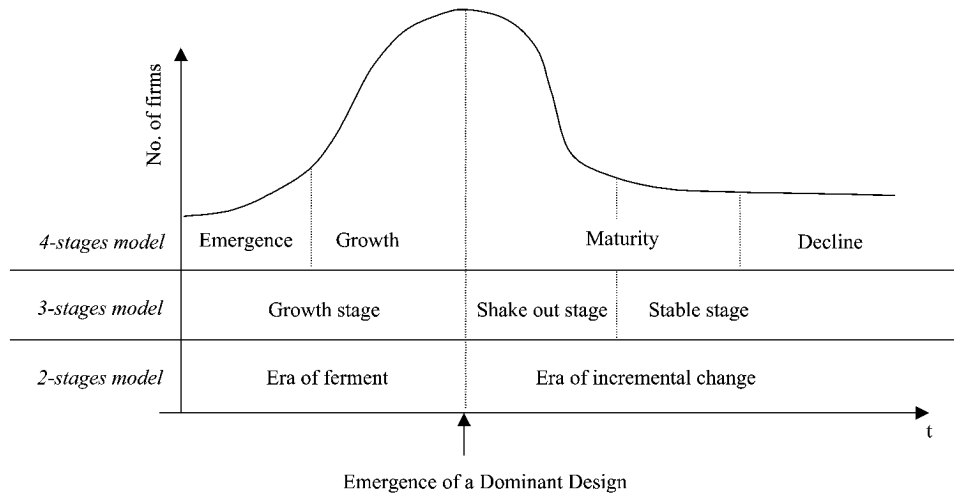 No. of firms
4-stages model Emergence Growth Maturity Decline
3-stages model Growth stage Shake out stage Stable stage
2-stages model Era of ferment Era of incremental change
t
Emergence of a Dominant Design